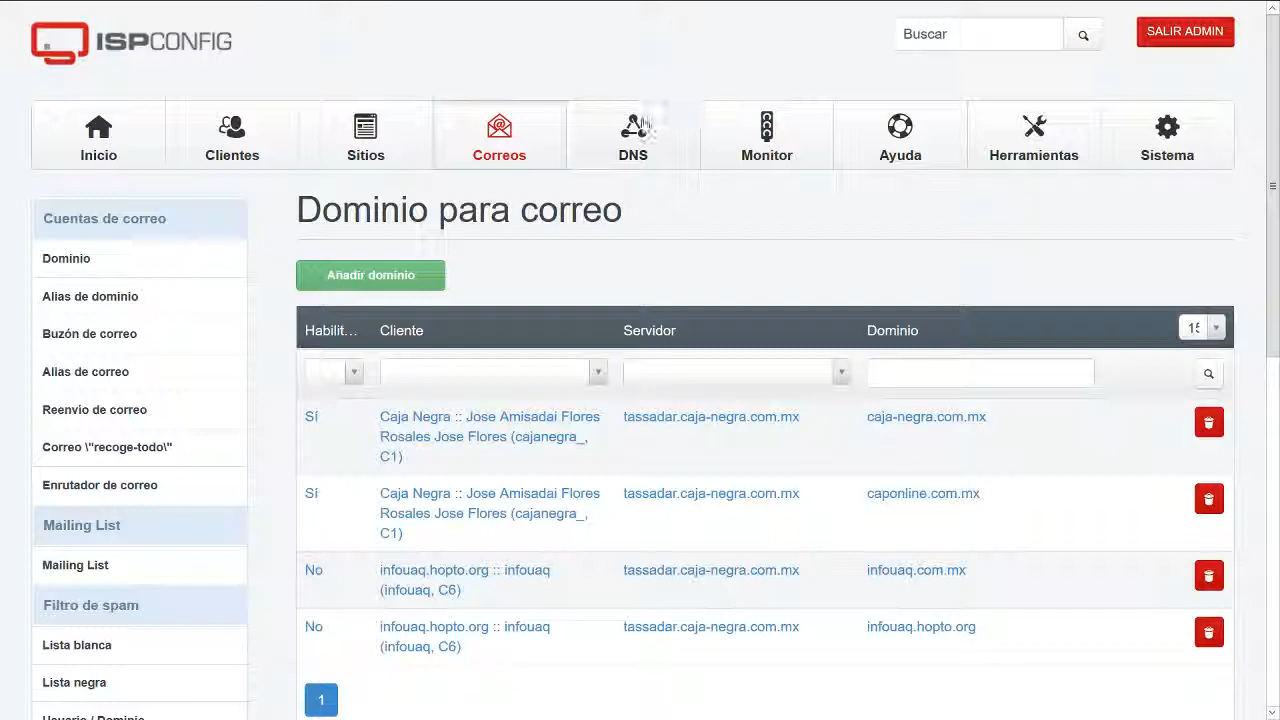 ISPCONFIG
Buscar
SALIR ADMIN
Inicio
Clientes
Sitios
Correos
DNS
Monitor
Ayuda
Herramientas
Sistema
Cuentas de correo
Dominio
Alias de dominio
Buzón de correo
Alias de correo
Reenvio de correo
Correo \"recoge-todo\"
Enrutador de correo
Mailing List
Mailing List
Filtro de spam
Lista blanca
Lista negra
Usuario / Dominio
Dominio para correo
Añadir dominio
Habilit... Cliente Servidor Dominio 15
Sí Caja Negra :: Jose Amisadai Flores tassadar.caja-negra.com.mx caja-negra.com.mx
Rosales Jose Flores (cajanegra_,
C1)
Sí Caja Negra :: Jose Amisadai Flores tassadar.caja-negra.com.mx caponline.com.mx
Rosales Jose Flores (cajanegra_,
C1)
No infouaq.hopto.org :: infouaq tassadar.caja-negra.com.mx infouaq.com.mx
(infouaq, C6)
No infouaq.hopto.org :: infouaq tassadar.caja-negra.com.mx infouaq.hopto.org
(infouaq, C6)
1